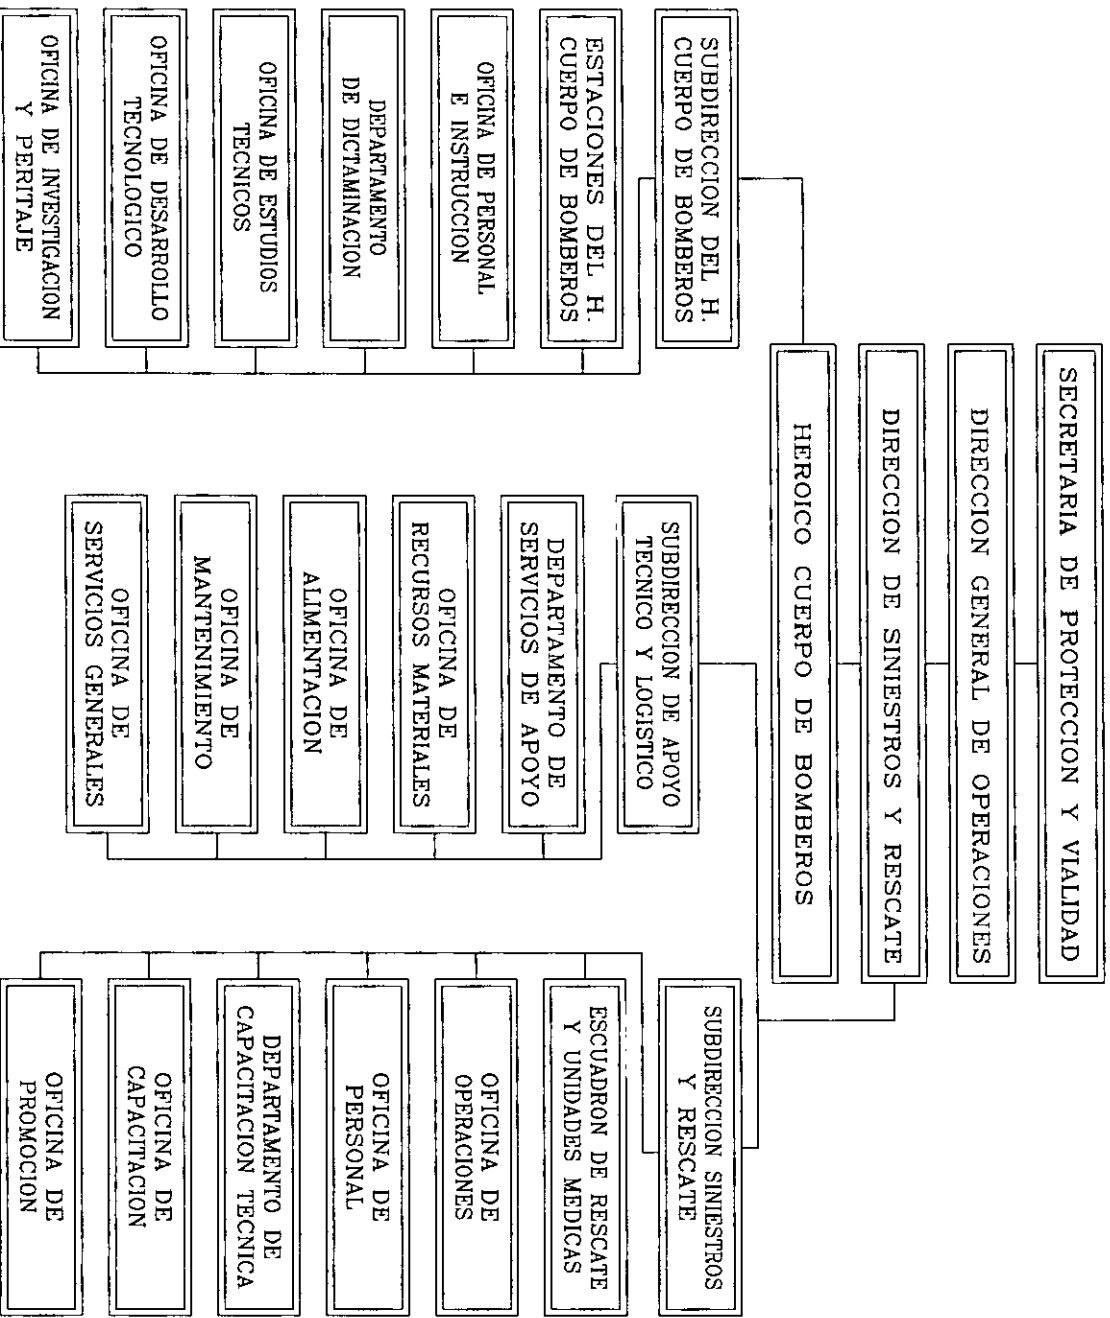 SECRETARIA DE PROTECCION Y VIALIDAD
DIRECCION GENERAL DE OPERACIONES
DIRECCION DE SINIESTROS Y RESCATE
HEROICO CUERPO DE BOMBEROS
SUBDIRECCION DEL H.
CUERPO DE BOMBEROS
ESTACIONES DEL H.
CUERPO DE BOMBEROS
OFICINA DE PERSONAL
E INSTRUCCION
DEPARTAMENTO
DE DICTAMINACION
OFICINA DE ESTUDIOS
TECNICOS
OFICINA DE DESARROLLO
TECNOLOGICO
OFICINA DE INVESTIGACION
Y PERITAJE
SUBDIRECCION DE APOYO
TECNICO Y LOGISTICO
DEPARTAMENTO DE
SERVICIOS DE APOYO
OFICINA DE
RECURSOS MATERIALES
OFICINA DE
ALIMENTACION
OFICINA DE
MANTENIMIENTO
OFICINA DE
SERVICIOS GENERALES
SUBDIRECCION SINIESTROS
Y RESCATE
ESCUADRON DE RESCATE
Y UNIDADES MEDICAS
OFICINA DE
OPERACIONES
OFICINA DE
PERSONAL
DEPARTAMENTO DE
CAPACITACION TECNICA
OFICINA DE
CAPACITACION
OFICINA DE
PROMOCION